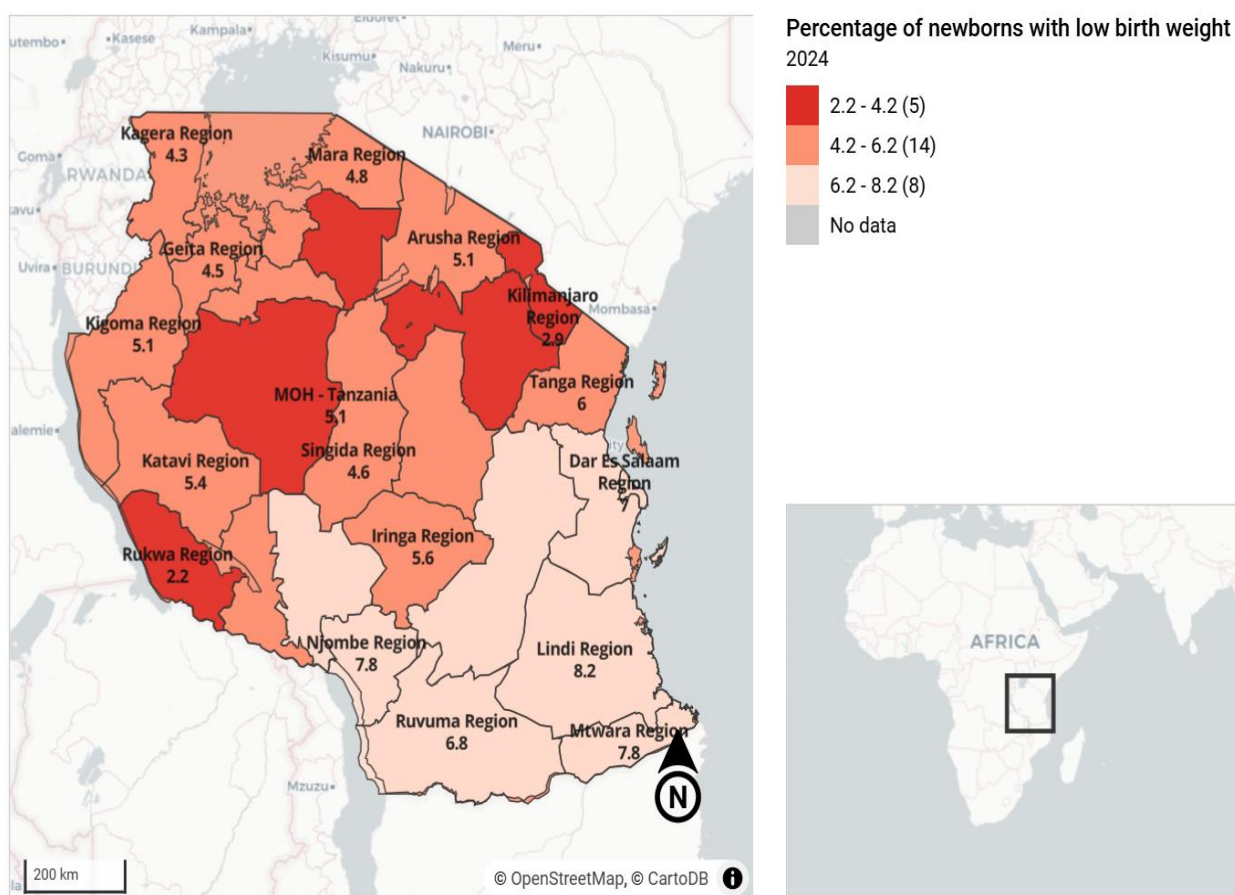 Percentage of newborns with low birth weight
2024
2.2 - 4.2 (5)
4.2 - 6.2 (14)
6.2 - 8.2 (8)
No data
Kampala
Eldoret
utembo
Kasese
Meru
Kisumu
Nakuru
Kagera Region
4.3
NAIROBI
Mara Region
4.8
Goma
RWANDA
Arusha Region
5.1
Geita Region
4.5
Uvira
BURUNDI
Kilimanjaro
Region
2.9
Mombasa
Kigoma Region
5.1
Tanga Region
6
MOH - Tanzania
5.1
alemie
Singida Region
4.6
Katavi Region
5.4
Dar Es Salaam
Region
7
Iringa Region
5.6
Rukwa Region
2.2
Njombe Region
7.8
Lindi Region
8.2
Ruvuma Region
6.8
Mtwara Region
7.8
Mzuzu
N
200 km
© OpenStreetMap, © CartoDB
i
AFRICA